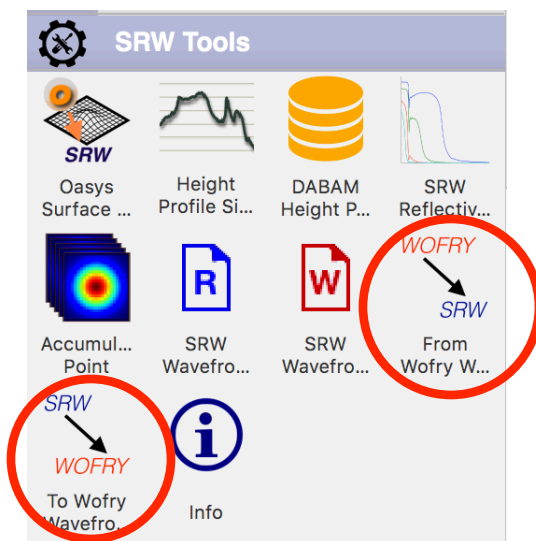 SRW Tools
SRW
Oasys
Surface ...
Height
Profile Si...
DABAM
Height P...
SRW
Reflectiv...
Accumul...
Point
R
SRW
Wavefro...
W
SRW
Wavefro...
WOFRY
SRW
From
Wofry W...
SRW
WOFRY
To Wofry
Wavefro...
i
Info